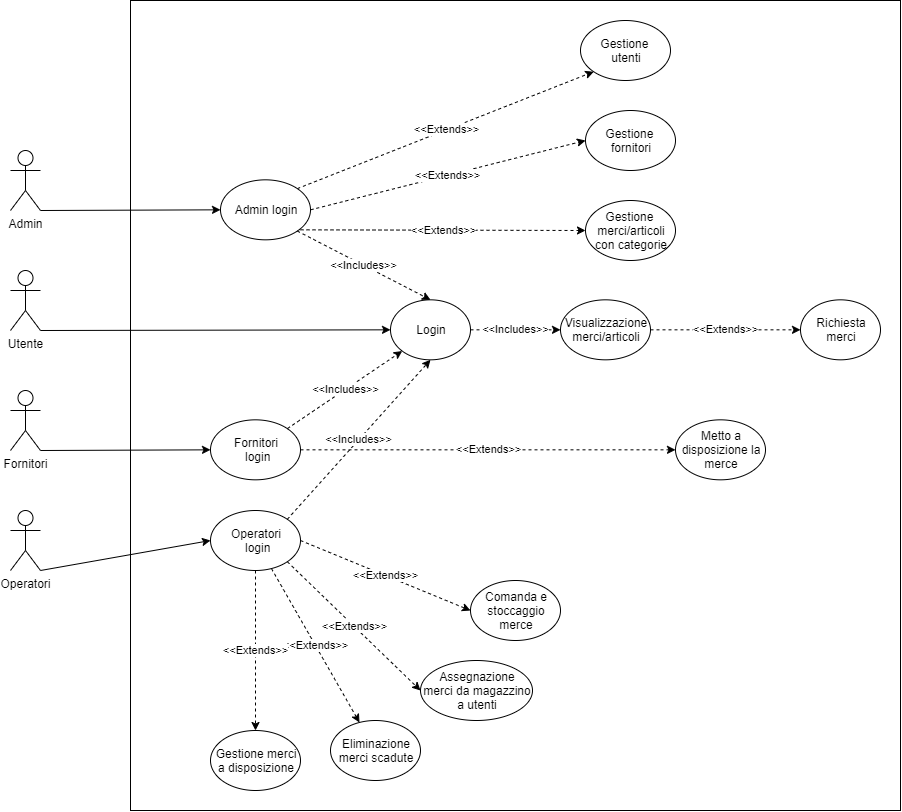 Gestione
utenti
<<Extends>>
Gestione
fornitori
<<Extends>>
Admin
Admin login
Gestione
merci/articoli
con categorie
<<Extends>>
<<Includes>>
Utente
Login
<<Includes>>
Visualizzazione
merci/articoli
<<Extends>>
Richiesta
merci
<<Includes>>
Fornitori
Fornitori
login
<<Includes>>
<<Extends>>
Metto a
disposizione la
merce
Operatori
Operatori
login
<<Extends>>
Comanda e
stoccaggio
merce
<<Extends>>
<<Extends>>
<<Extends>>
Assegnazione
merci da magazzino
a utenti
Gestione merci
a disposizione
Eliminazione
merci scadute